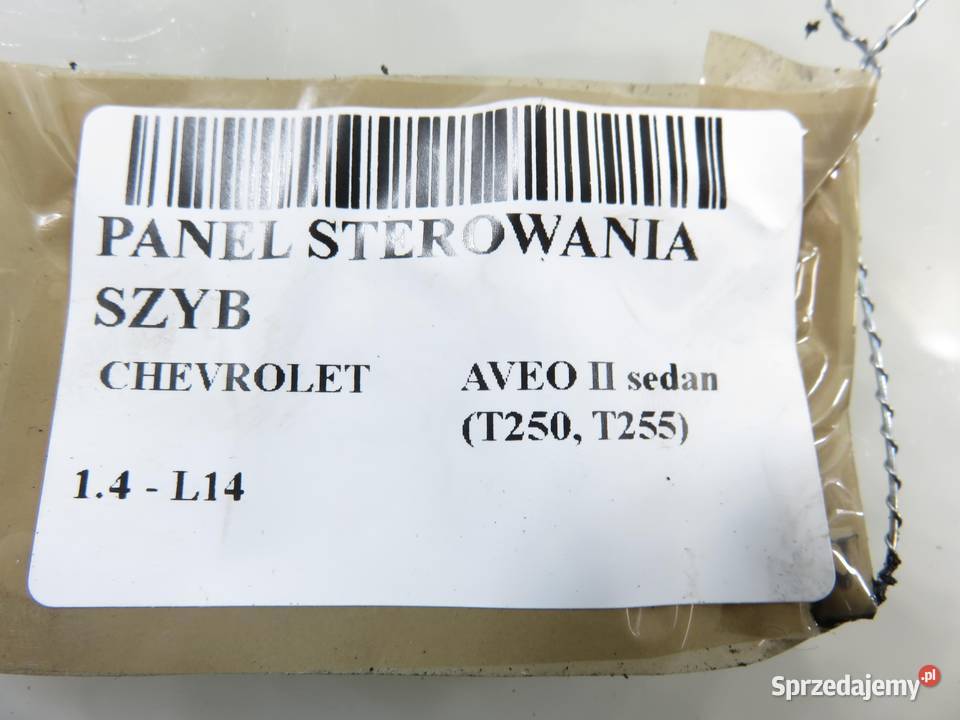 PANEL STEROWANIA
SZYB
CHEVROLET AVEO II sedan
(T250, T255)
1.4 - L14
Sprzedajemy.pl